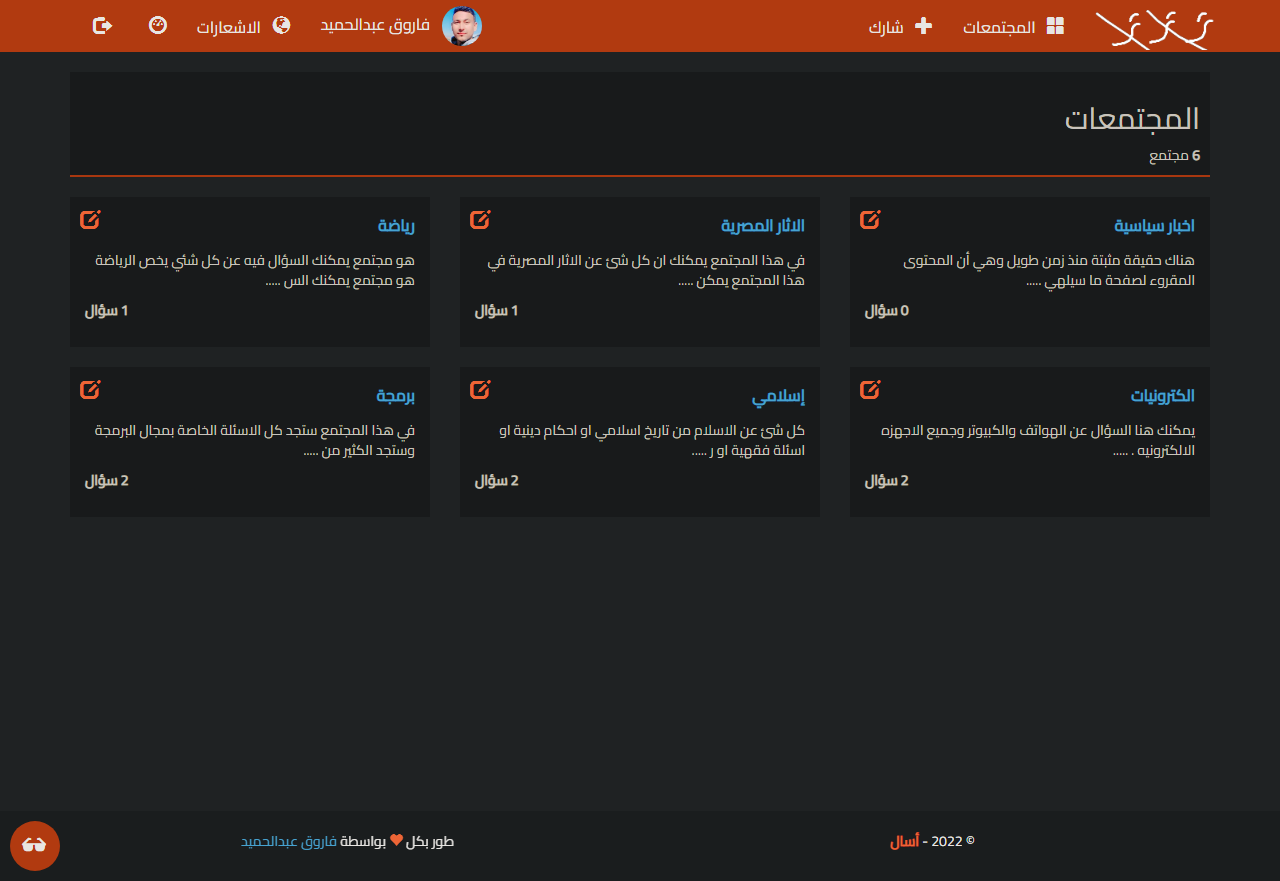 المجتمعات
شارك
فاروق عبدالحميد
الاشعارات
المجتمعات
6 مجتمع
اخبار سياسية
هناك حقيقة مثبتة منذ زمن طويل وهي أن المحتوى
المقروء لصفحة ما سيلهي .....
0 سؤال
الاثار المصرية
في هذا المجتمع يمكنك ان كل شئ عن الاثار المصرية في
هذا المجتمع يمكن .....
1 سؤال
رياضة
هو مجتمع يمكنك السؤال فيه عن كل شئي يخص الرياضة
هو مجتمع يمكنك الس .....
1 سؤال
الكترونيات
يمكنك هنا السؤال عن الهواتف والكبيوتر وجميع الاجهزه
الالكترونيه . .....
2 سؤال
إسلامي
كل شئ عن الاسلام من تاريخ اسلامي او احكام دينية او
اسئلة فقهية او ر .....
2 سؤال
برمجة
في هذا المجتمع ستجد كل الاسئلة الخاصة بمجال البرمجة
وستجد الكثير من .....
2 سؤال
© 2022 - أسال
طور بكل ❤ بواسطة فاروق عبدالحميد